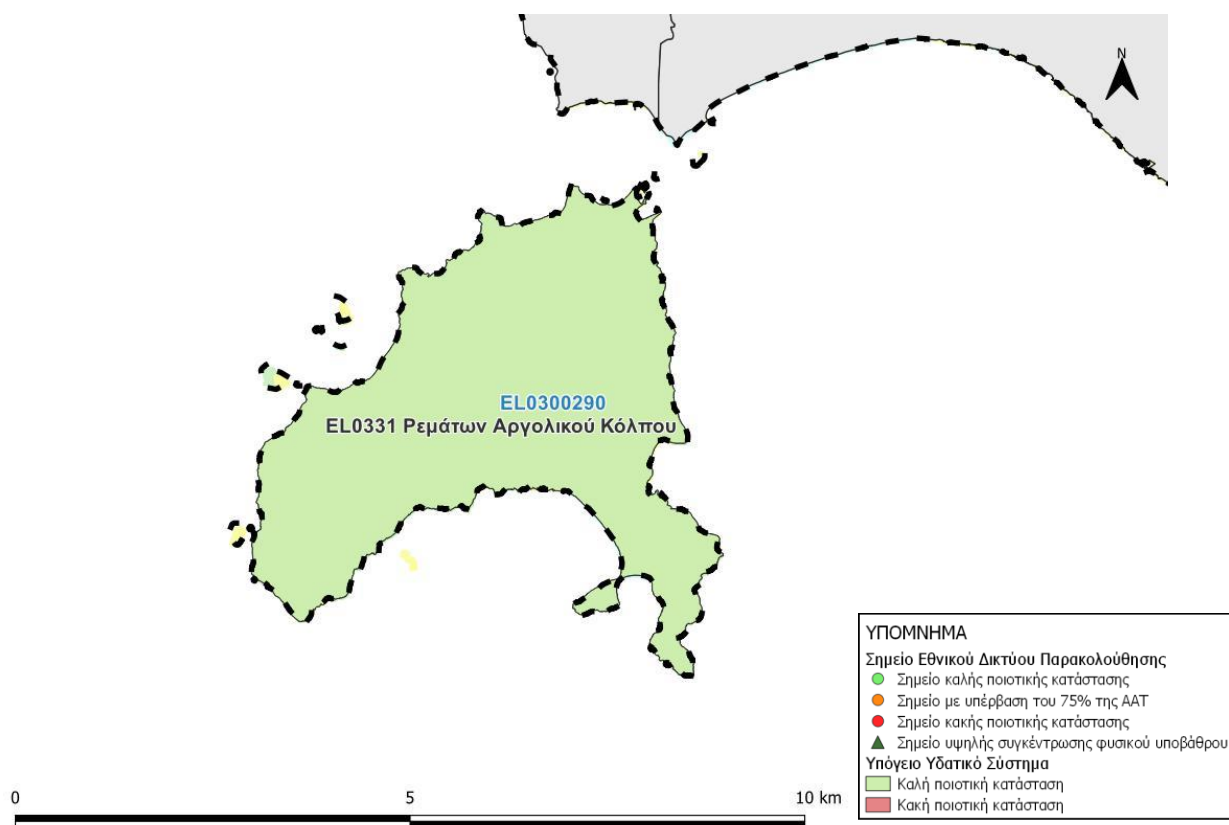 N
EL0300290
EL0331 Ρεμάτων Αργολικού Κόλπου
ΥΠΟΜΝΗΜΑ
Σημείο Εθνικού Δικτύου Παρακολούθησης
Σημείο καλής ποιοτικής κατάστασης
Σημείο με υπέρβαση του 75% της ΑΑΤ
Σημείο κακής ποιοτικής κατάστασης
Σημείο υψηλής συγκέντρωσης φυσικού υποβάθρου
Υπόγειο Υδατικό Σύστημα
Καλή ποιοτική κατάσταση
Κακή ποιοτική κατάσταση
0 5 10 km